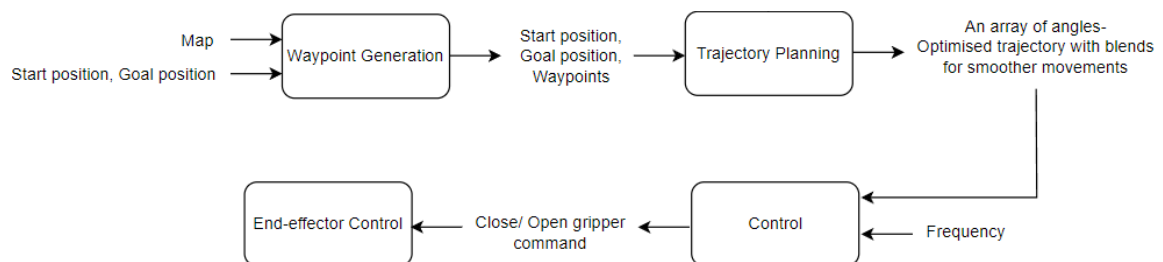 Map
Start position, Goal position
Waypoint Generation
Start position,
Goal position,
Waypoints
Trajectory Planning
An array of angles-
Optimised trajectory with blends
for smoother movements
End-effector Control
Close/ Open gripper
command
Control
Frequency